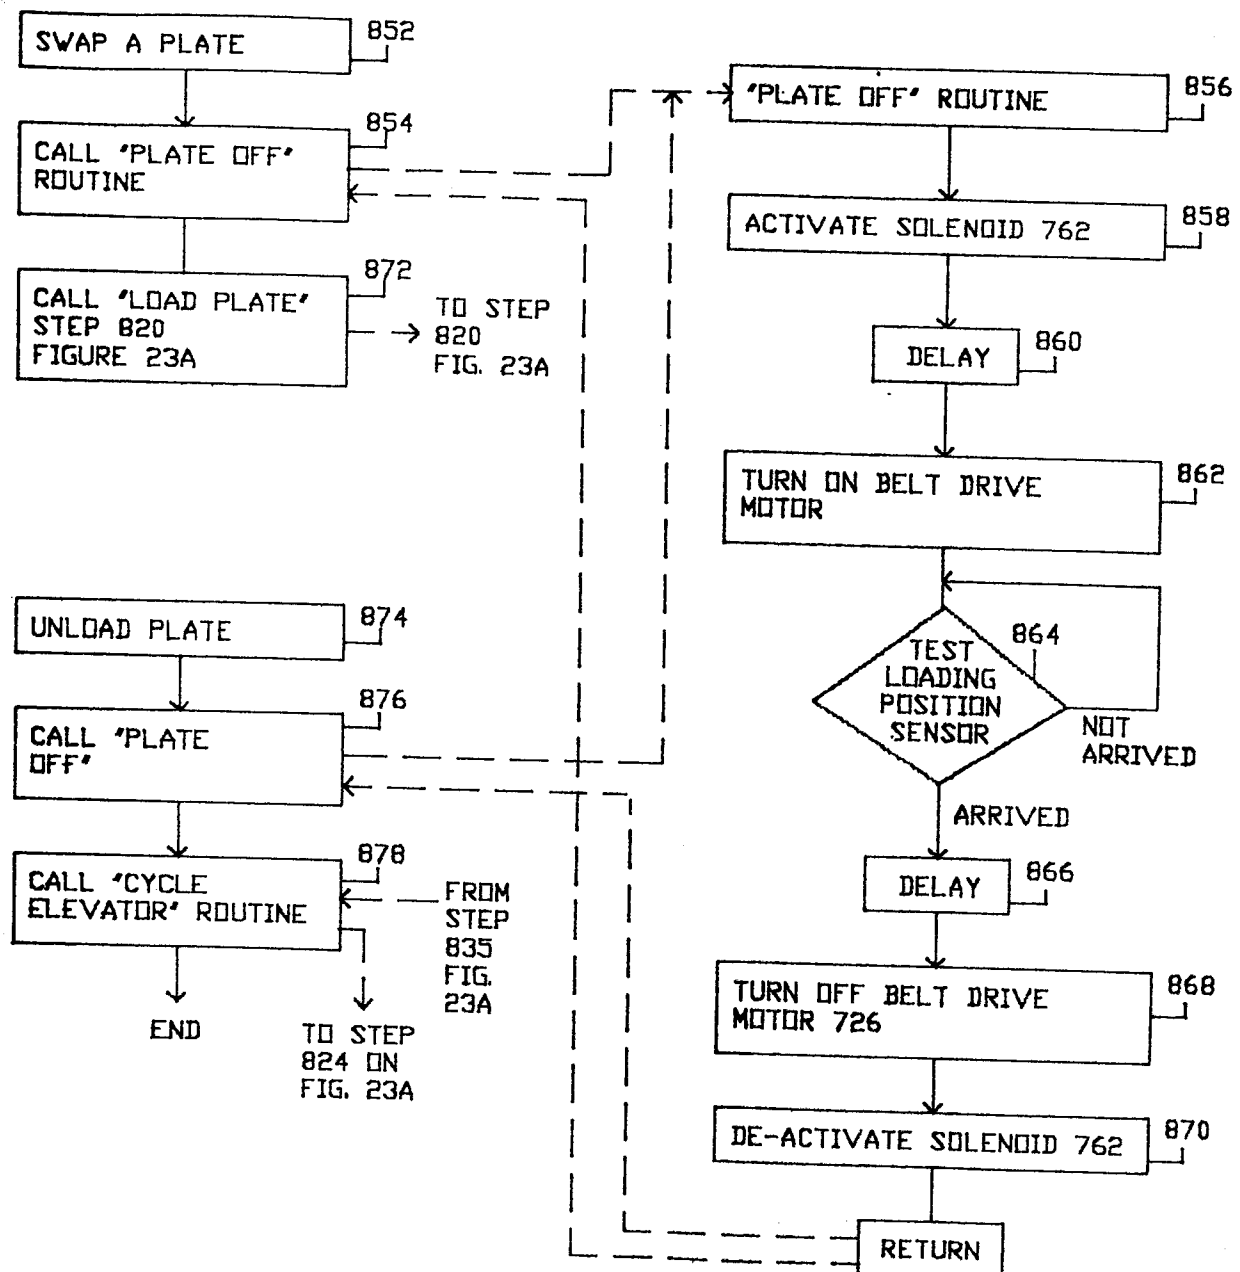 SWAP A PLATE
852
CALL "PLATE OFF"
ROUTINE
854
CALL "LOAD PLATE"
STEP 820
FIGURE 23A
872
TO STEP
820
FIG. 23A
UNLOAD PLATE
874
CALL "PLATE
OFF"
876
CALL "CYCLE
ELEVATOR" ROUTINE
878
FROM
STEP
835
FIG.
23A
END
TO STEP
824 ON
FIG. 23A
"PLATE OFF" ROUTINE
856
ACTIVATE SOLENOID 762
858
DELAY
860
TURN ON BELT DRIVE
MOTOR
862
TEST
LOADING
POSITION
SENSOR
864
NOT
ARRIVED
ARRIVED
DELAY
866
TURN OFF BELT DRIVE
MOTOR 726
868
DE-ACTIVATE SOLENOID 762
870
RETURN